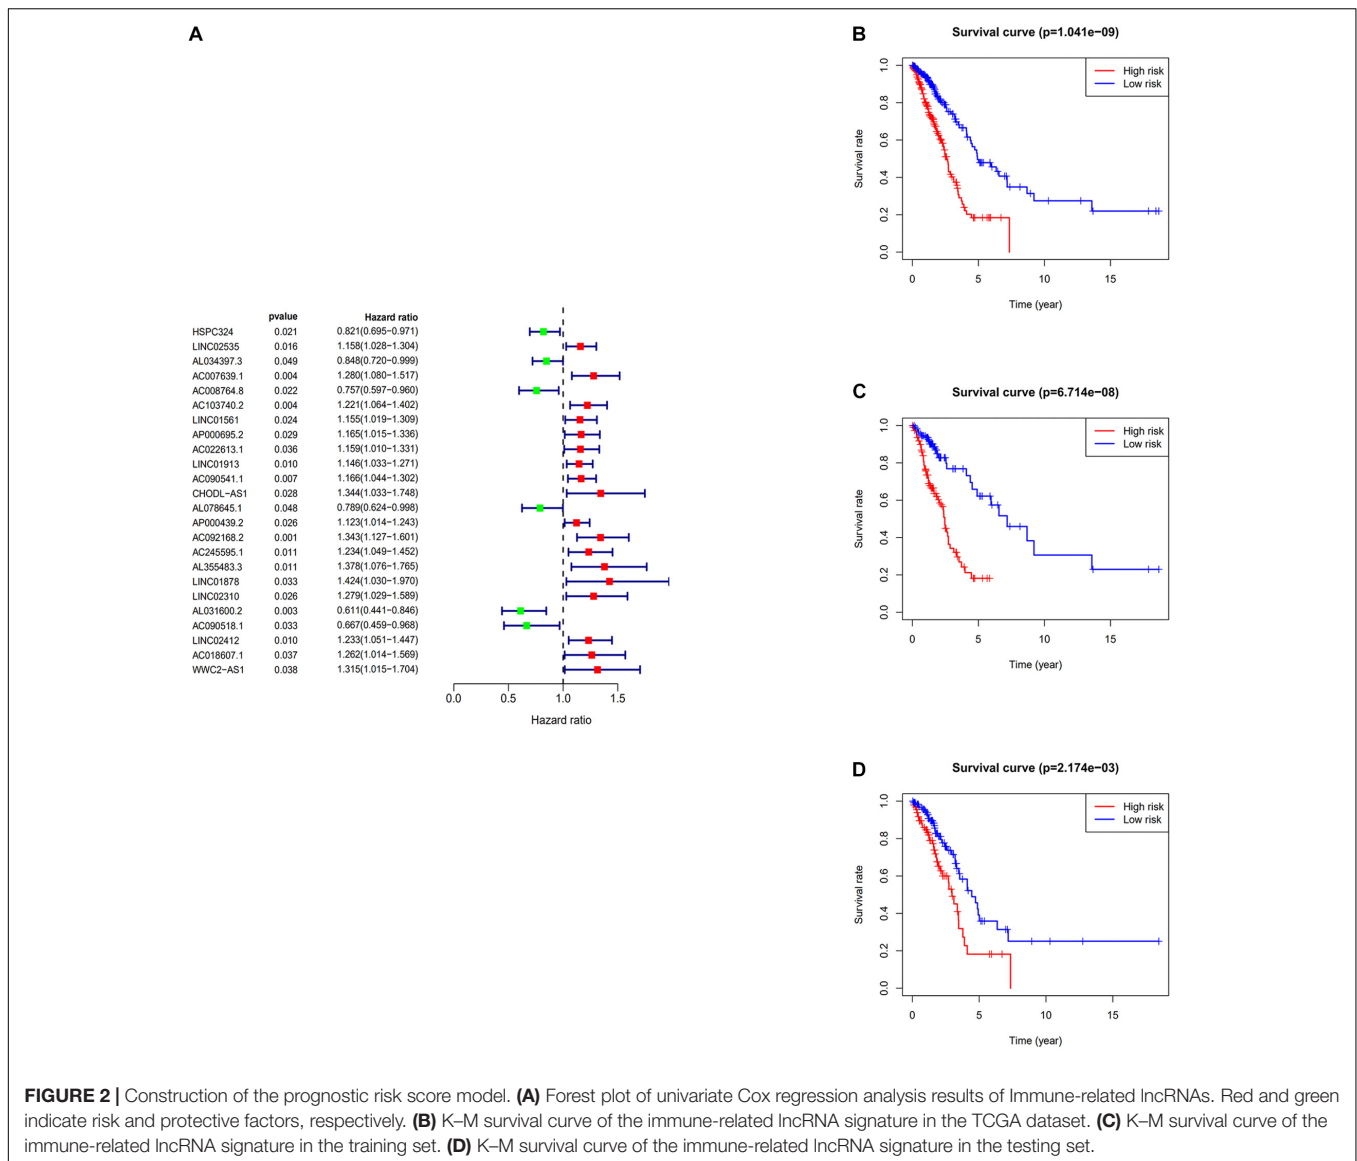 A
pvalue Hazard ratio
HSPC324 0.021 0.821(0.695−0.971)
LINC02535 0.016 1.158(1.028−1.304)
AL034397.3 0.049 0.848(0.720−0.999)
AC007639.1 0.004 1.280(1.080−1.517)
AC008764.8 0.022 0.757(0.597−0.960)
AC103740.2 0.004 1.221(1.064−1.402)
LINC01561 0.024 1.155(1.019−1.309)
AP000695.2 0.029 1.165(1.015−1.336)
AC022613.1 0.036 1.159(1.010−1.331)
LINC01913 0.010 1.146(1.033−1.271)
AC090541.1 0.007 1.166(1.044−1.302)
CHODL−AS1 0.028 1.344(1.033−1.748)
AL078645.1 0.048 0.789(0.624−0.998)
AP000439.2 0.026 1.123(1.014−1.243)
AC092168.2 0.001 1.343(1.127−1.601)
AC245595.1 0.011 1.234(1.049−1.452)
AL355483.3 0.011 1.378(1.076−1.765)
LINC01878 0.033 1.424(1.030−1.970)
LINC02310 0.026 1.279(1.029−1.589)
AL031600.2 0.003 0.611(0.441−0.846)
AC090518.1 0.033 0.667(0.459−0.968)
LINC02412 0.010 1.233(1.051−1.447)
AC018607.1 0.037 1.262(1.014−1.569)
WWC2−AS1 0.038 1.315(1.015−1.704)
0.0 0.5 1.0 1.5
Hazard ratio
B
Survival curve (p=1.041e−09)
High risk
Low risk
Survival rate
1.0
0.8
0.6
0.4
0.2
0.0
0 5 10 15
Time (year)
C
Survival curve (p=6.714e−08)
High risk
Low risk
Survival rate
1.0
0.8
0.6
0.4
0.2
0.0
0 5 10 15
Time (year)
D
Survival curve (p=2.174e−03)
High risk
Low risk
Survival rate
1.0
0.8
0.6
0.4
0.2
0.0
0 5 10 15
Time (year)
FIGURE 2 | Construction of the prognostic risk score model. (A) Forest plot of univariate Cox regression analysis results of Immune-related lncRNAs. Red and green
indicate risk and protective factors, respectively. (B) K–M survival curve of the immune-related lncRNA signature in the TCGA dataset. (C) K–M survival curve of the
immune-related lncRNA signature in the training set. (D) K–M survival curve of the immune-related lncRNA signature in the testing set.